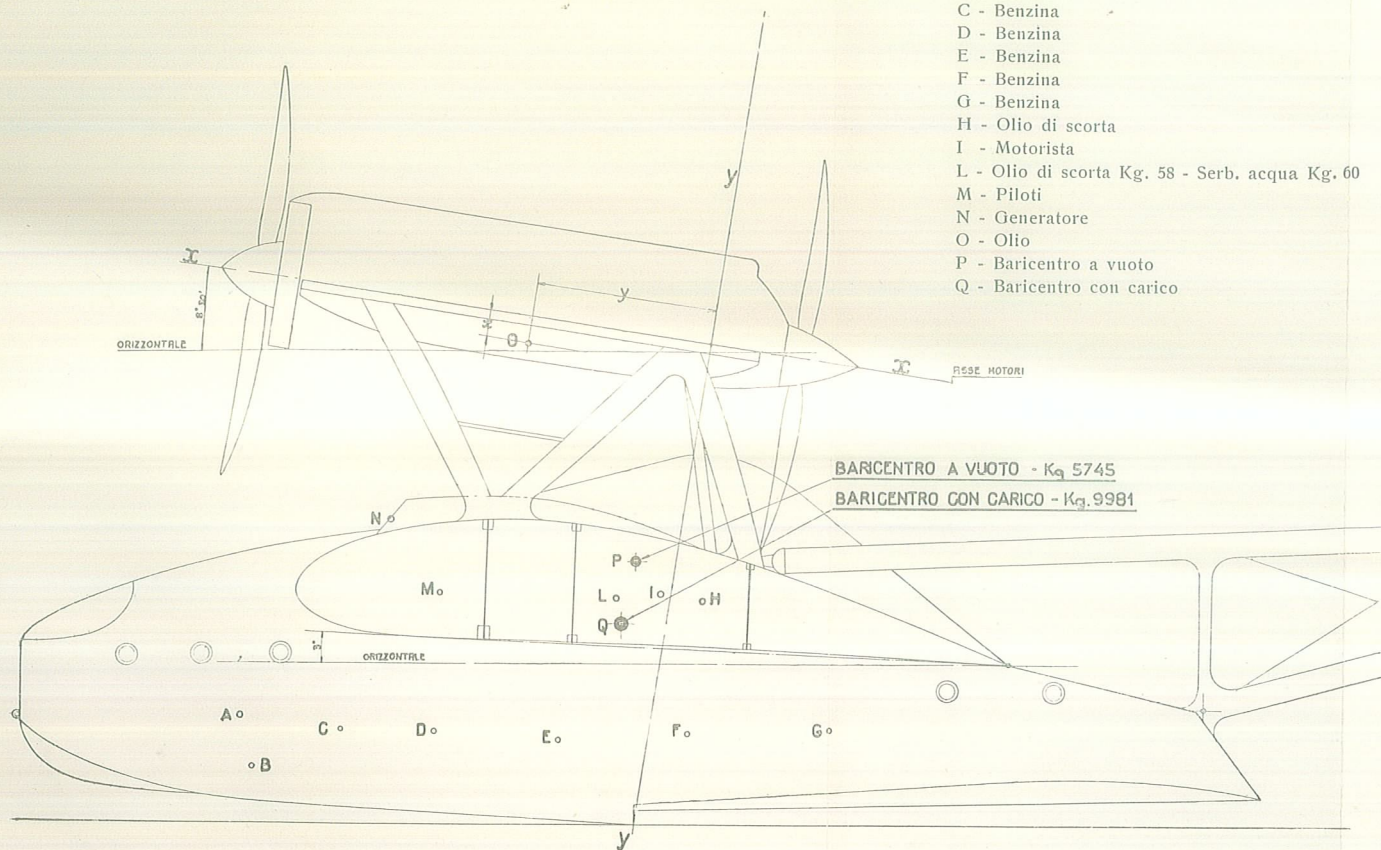 C - Benzina
D - Benzina
E - Benzina
F - Benzina
G - Benzina
H - Olio di scorta
I - Motorista
L - Olio di scorta Kg. 58 - Serb. acqua Kg. 60
M - Piloti
N - Generatore
O - Olio
P - Baricentro a vuoto
Q - Baricentro con carico
y
x
8°30'
y
x
O
ORIZZONTALE
x
ASSE MOTORI
BARICENTRO A VUOTO - Kg 5745
BARICENTRO CON CARICO - Kg. 9981
N
P
M
L
I
H
Q
3°
ORIZZONTALE
A
C
D
E
F
G
B
y